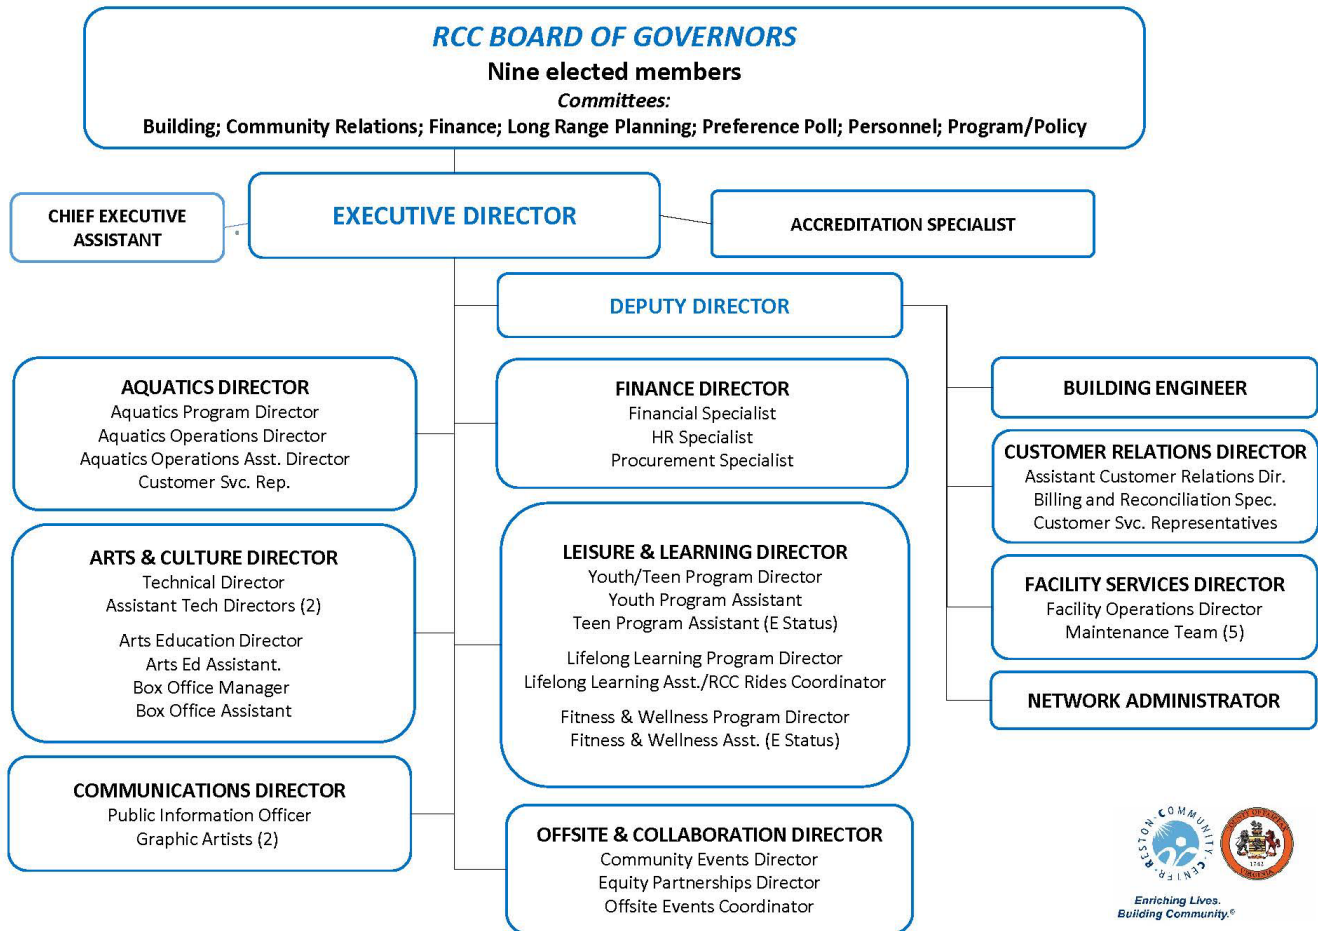 RCC BOARD OF GOVERNORS
Nine elected members
Committees:
Building; Community Relations; Finance; Long Range Planning; Preference Poll; Personnel; Program/Policy
CHIEF EXECUTIVE
ASSISTANT
EXECUTIVE DIRECTOR
ACCREDITATION SPECIALIST
DEPUTY DIRECTOR
AQUATICS DIRECTOR
Aquatics Program Director
Aquatics Operations Director
Aquatics Operations Asst. Director
Customer Svc. Rep.
FINANCE DIRECTOR
Financial Specialist
HR Specialist
Procurement Specialist
BUILDING ENGINEER
CUSTOMER RELATIONS DIRECTOR
Assistant Customer Relations Dir.
Billing and Reconciliation Spec.
Customer Svc. Representatives
ARTS & CULTURE DIRECTOR
Technical Director
Assistant Tech Directors (2)
Arts Education Director
Arts Ed Assistant.
Box Office Manager
Box Office Assistant
LEISURE & LEARNING DIRECTOR
Youth/Teen Program Director
Youth Program Assistant
Teen Program Assistant (E Status)
Lifelong Learning Program Director
Lifelong Learning Asst./RCC Rides Coordinator
Fitness & Wellness Program Director
Fitness & Wellness Asst. (E Status)
FACILITY SERVICES DIRECTOR
Facility Operations Director
Maintenance Team (5)
NETWORK ADMINISTRATOR
COMMUNICATIONS DIRECTOR
Public Information Officer
Graphic Artists (2)
OFFSITE & COLLABORATION DIRECTOR
Community Events Director
Equity Partnerships Director
Offsite Events Coordinator
RESTON·COMMUNITY·CENTER
COUNTY OF FAIRFAX
1742
VIRGINIA
Enriching Lives.
Building Community.®